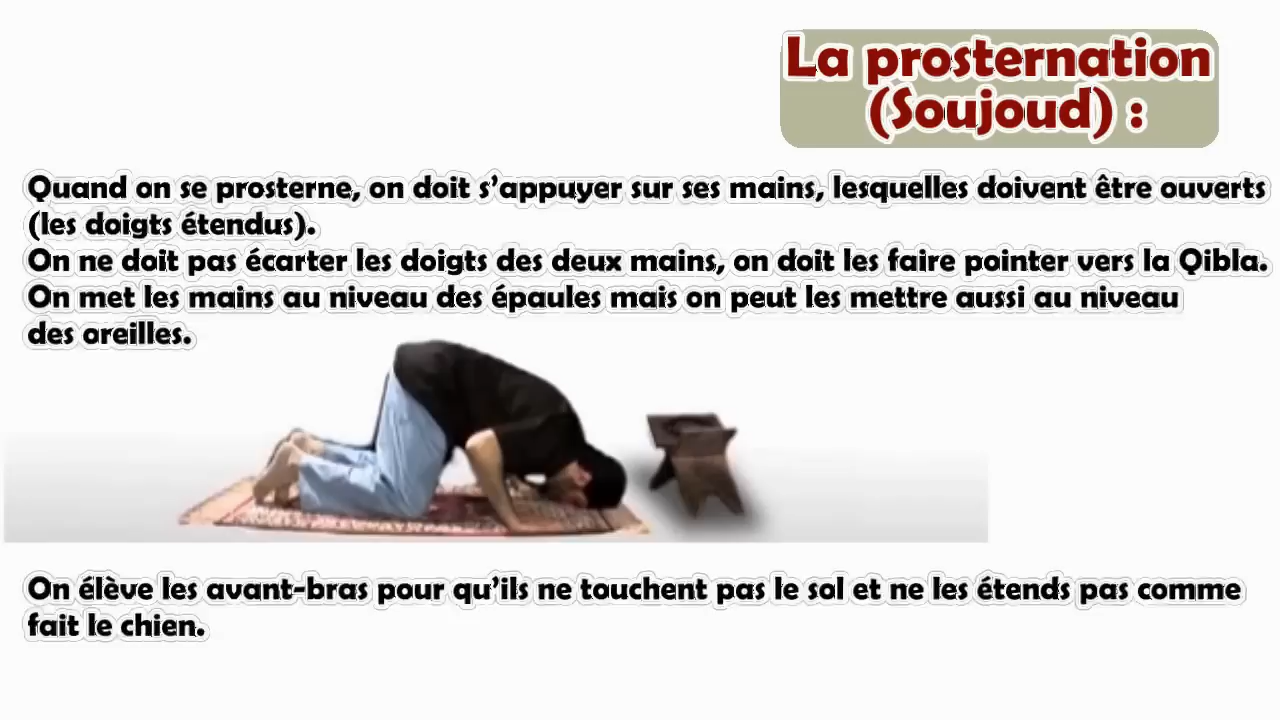 La prosternation
(Soujoud) :
Quand on se prosterne, on doit s’appuyer sur ses mains, lesquelles doivent être ouverts
(les doigts étendus).
On ne doit pas écarter les doigts des deux mains, on doit les faire pointer vers la Qibla.
On met les mains au niveau des épaules mais on peut les mettre aussi au niveau
des oreilles.
On élève les avant-bras pour qu’ils ne touchent pas le sol et ne les étends pas comme
fait le chien.